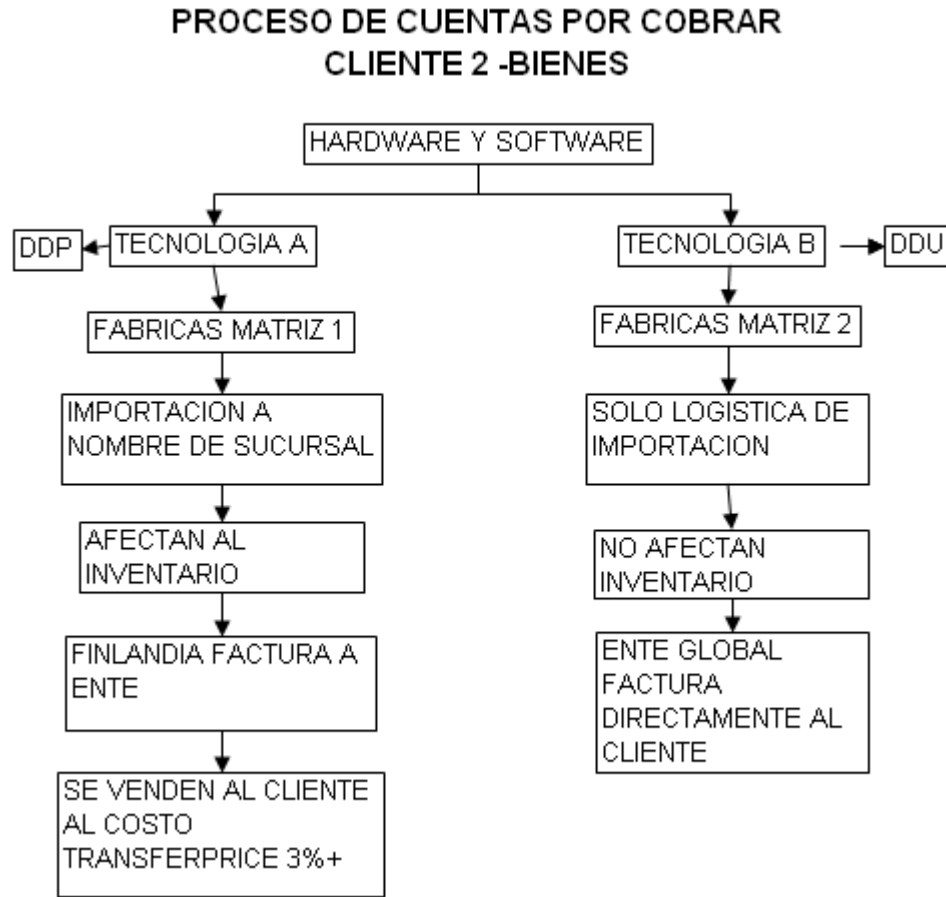 PROCESO DE CUENTAS POR COBRAR
CLIENTE 2 -BIENES
HARDWARE Y SOFTWARE
DDP
TECNOLOGIA A
TECNOLOGIA B
DDU
FABRICAS MATRIZ 1
FABRICAS MATRIZ 2
IMPORTACION A
NOMBRE DE SUCURSAL
SOLO LOGISTICA DE
IMPORTACION
AFECTAN AL
INVENTARIO
NO AFECTAN
INVENTARIO
FINLANDIA FACTURA A
ENTE
ENTE GLOBAL
FACTURA
DIRECTAMENTE AL
CLIENTE
SE VENDEN AL CLIENTE
AL COSTO
TRANSFERPRICE 3%+